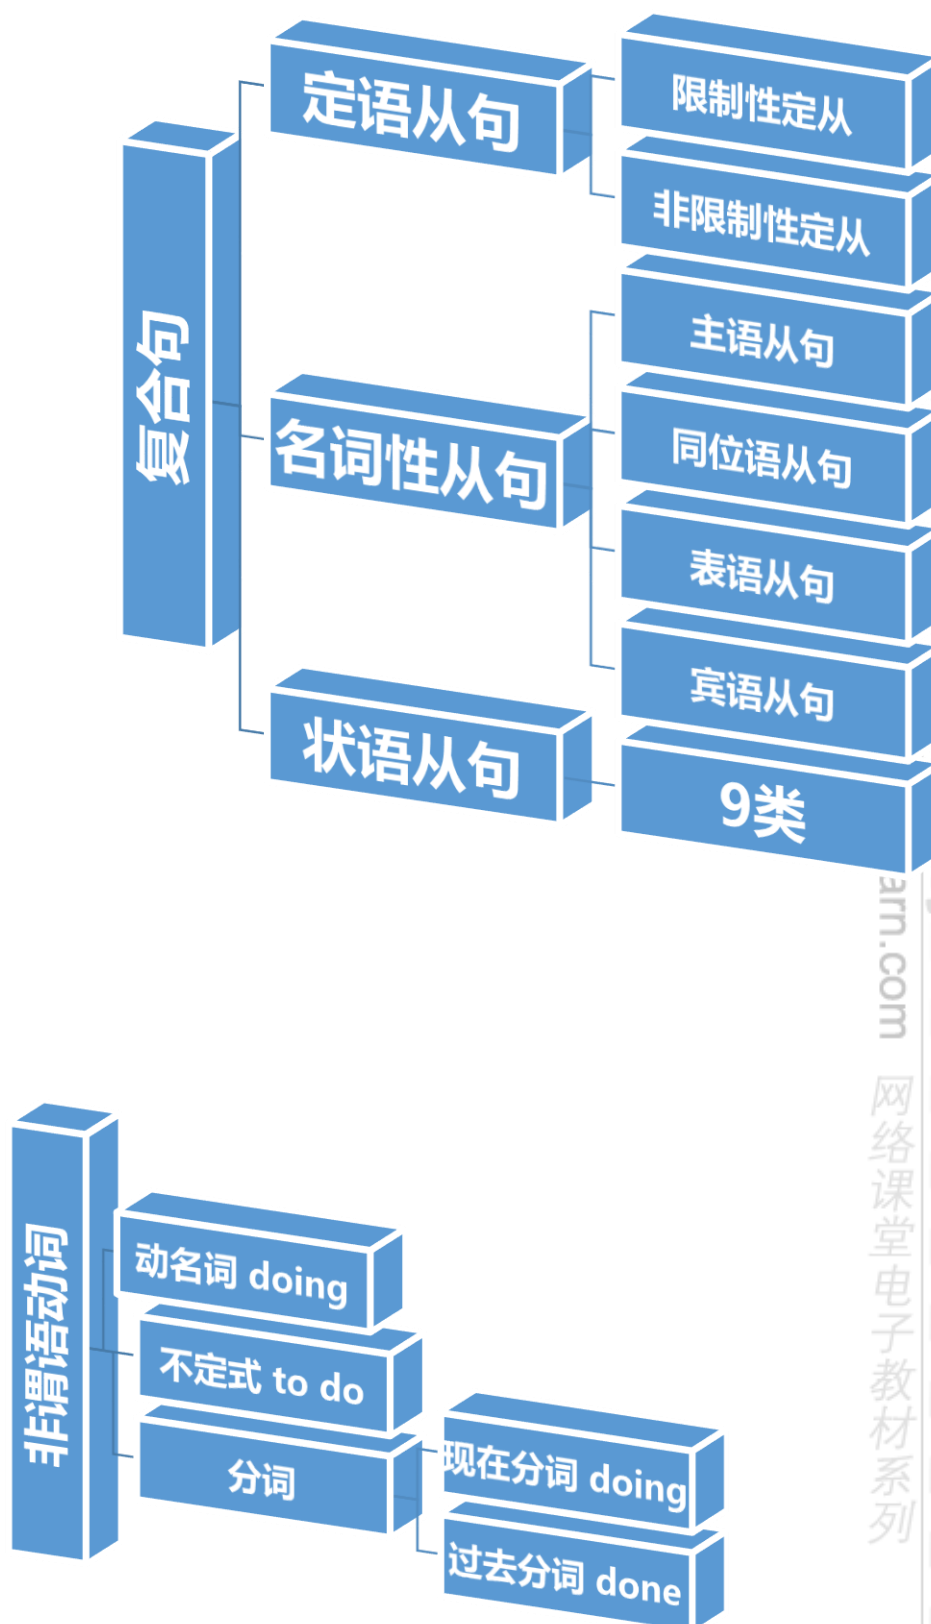 复合句
定语从句
限制性定从
非限制性定从
名词性从句
主语从句
同位语从句
表语从句
宾语从句
状语从句
9类
arn.com 网络课堂电子教材系列
非谓语动词
动名词 doing
不定式 to do
分词
现在分词 doing
过去分词 done